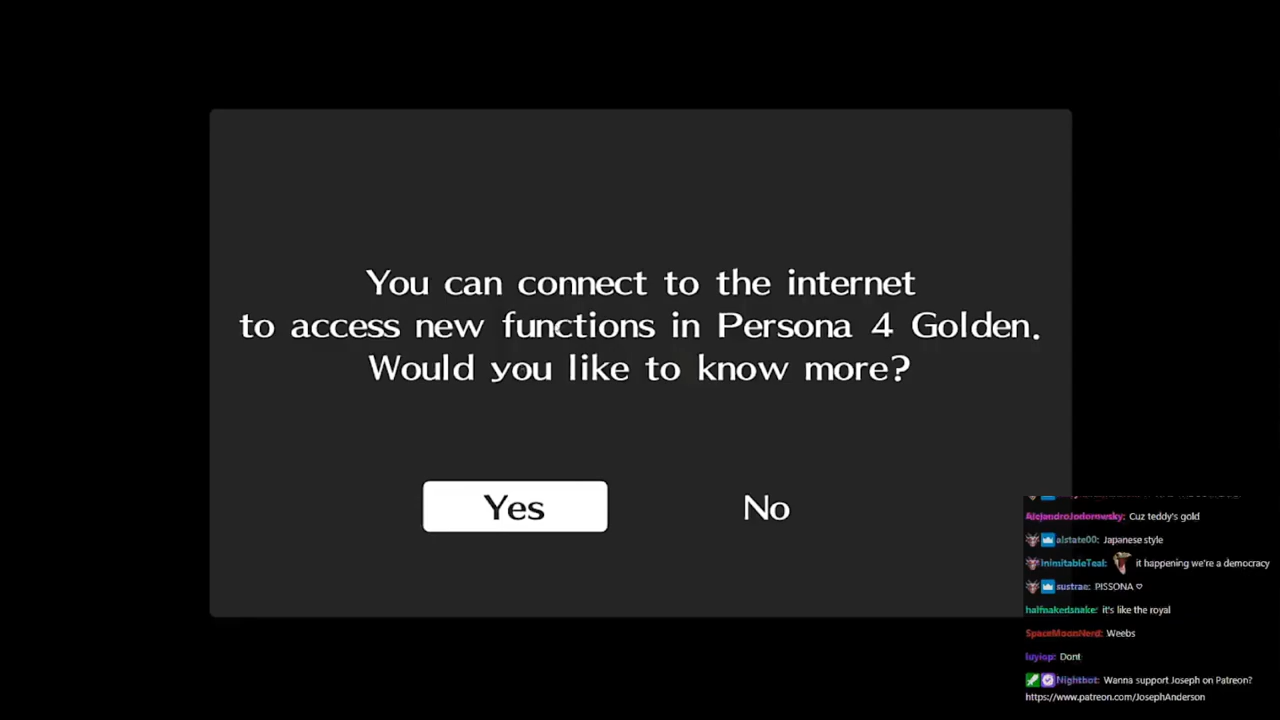 You can connect to the internet
to access new functions in Persona 4 Golden.
Would you like to know more?
Yes No
AlejandroJodorowsky: Cuz teddy's gold
alstate00: Japanese style
InimitableTeal: it happening we're a democracy
sustrae: PISSONA ♡
halfnakedsnake: it's like the royal
SpaceMoonNerd: Weebs
luyiop: Dont
Nightbot: Wanna support Joseph on Patreon?
https://www.patreon.com/JosephAnderson